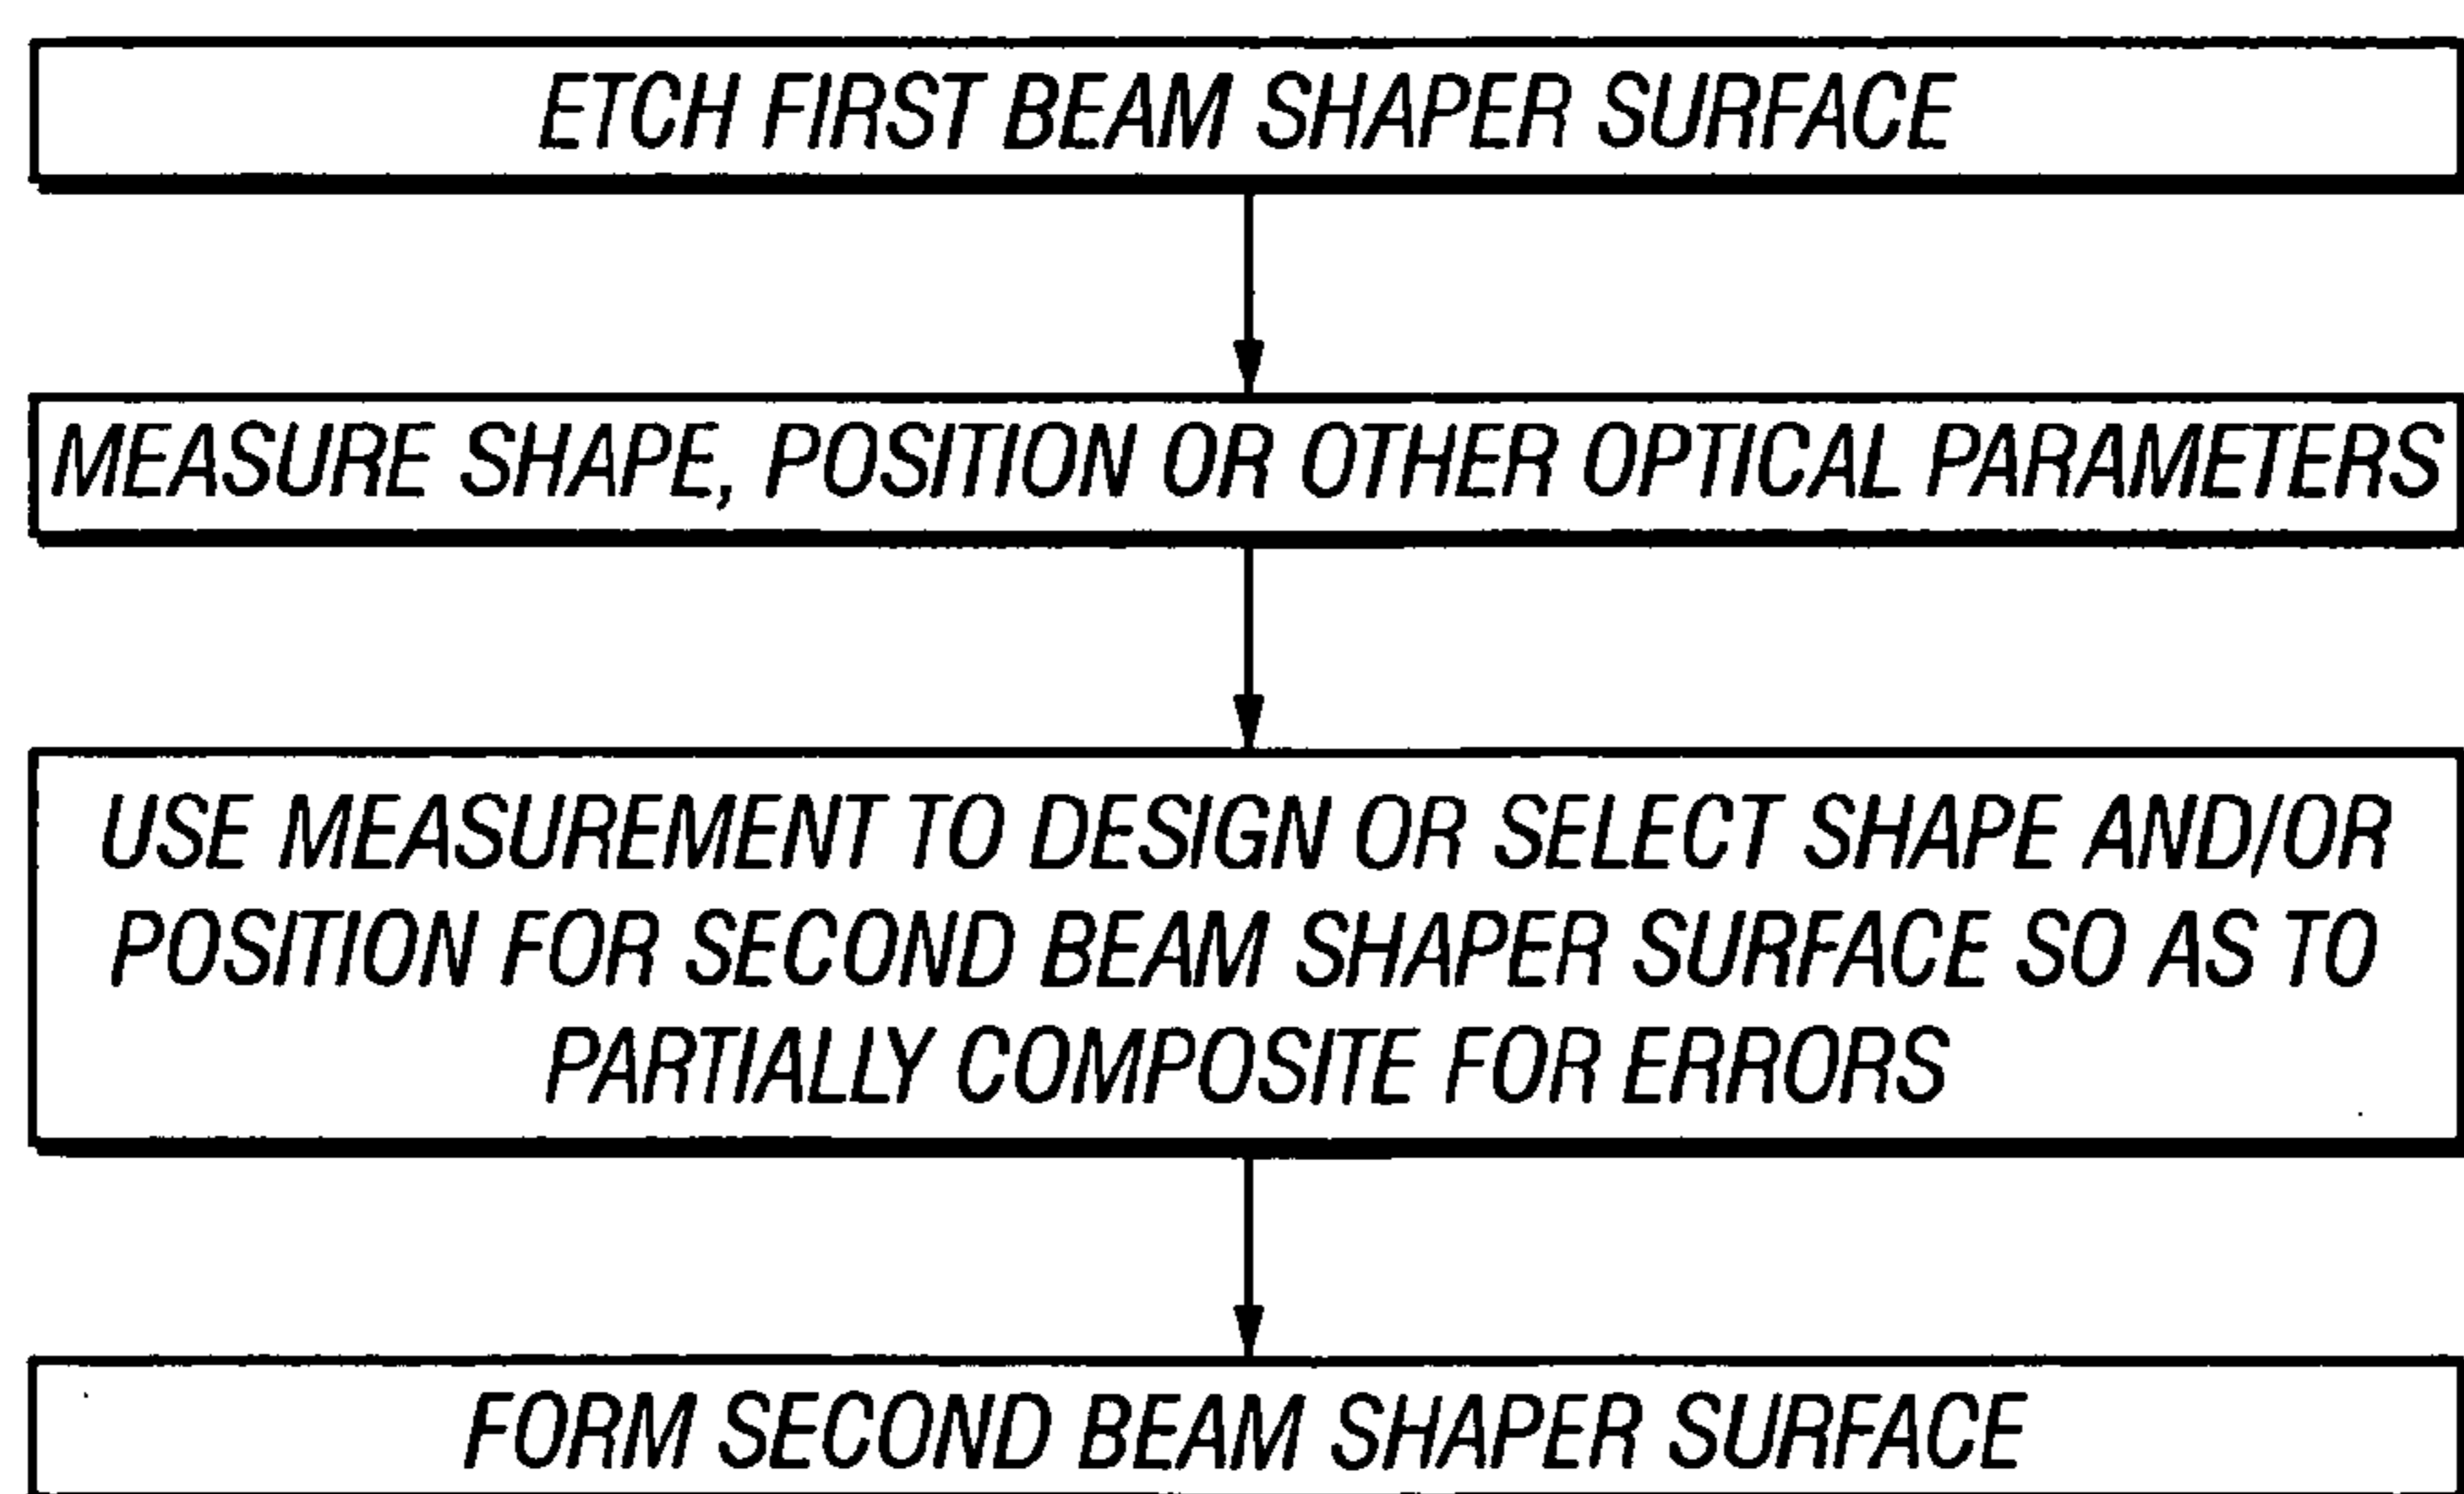 ETCH FIRST BEAM SHAPER SURFACE
MEASURE SHAPE, POSITION OR OTHER OPTICAL PARAMETERS
USE MEASUREMENT TO DESIGN OR SELECT SHAPE AND/OR
POSITION FOR SECOND BEAM SHAPER SURFACE SO AS TO
PARTIALLY COMPOSITE FOR ERRORS
FORM SECOND BEAM SHAPER SURFACE